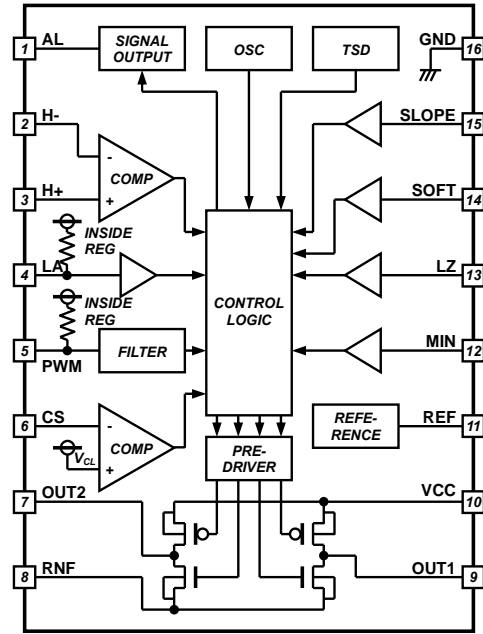 AL
SIGNAL
OUTPUT
OSC
TSD
GND
1
16
H-
SLOPE
2
15
-
COMP
+
H+
SOFT
3
14
INSIDE
REG
LA
LZ
4
13
INSIDE
REG
CONTROL
LOGIC
PWM
FILTER
MIN
5
12
CS
REF
6
11
-
COMP
+
VCL
REFE-
RENCE
PRE-
DRIVER
OUT2
VCC
7
10
RNF
OUT1
8
9